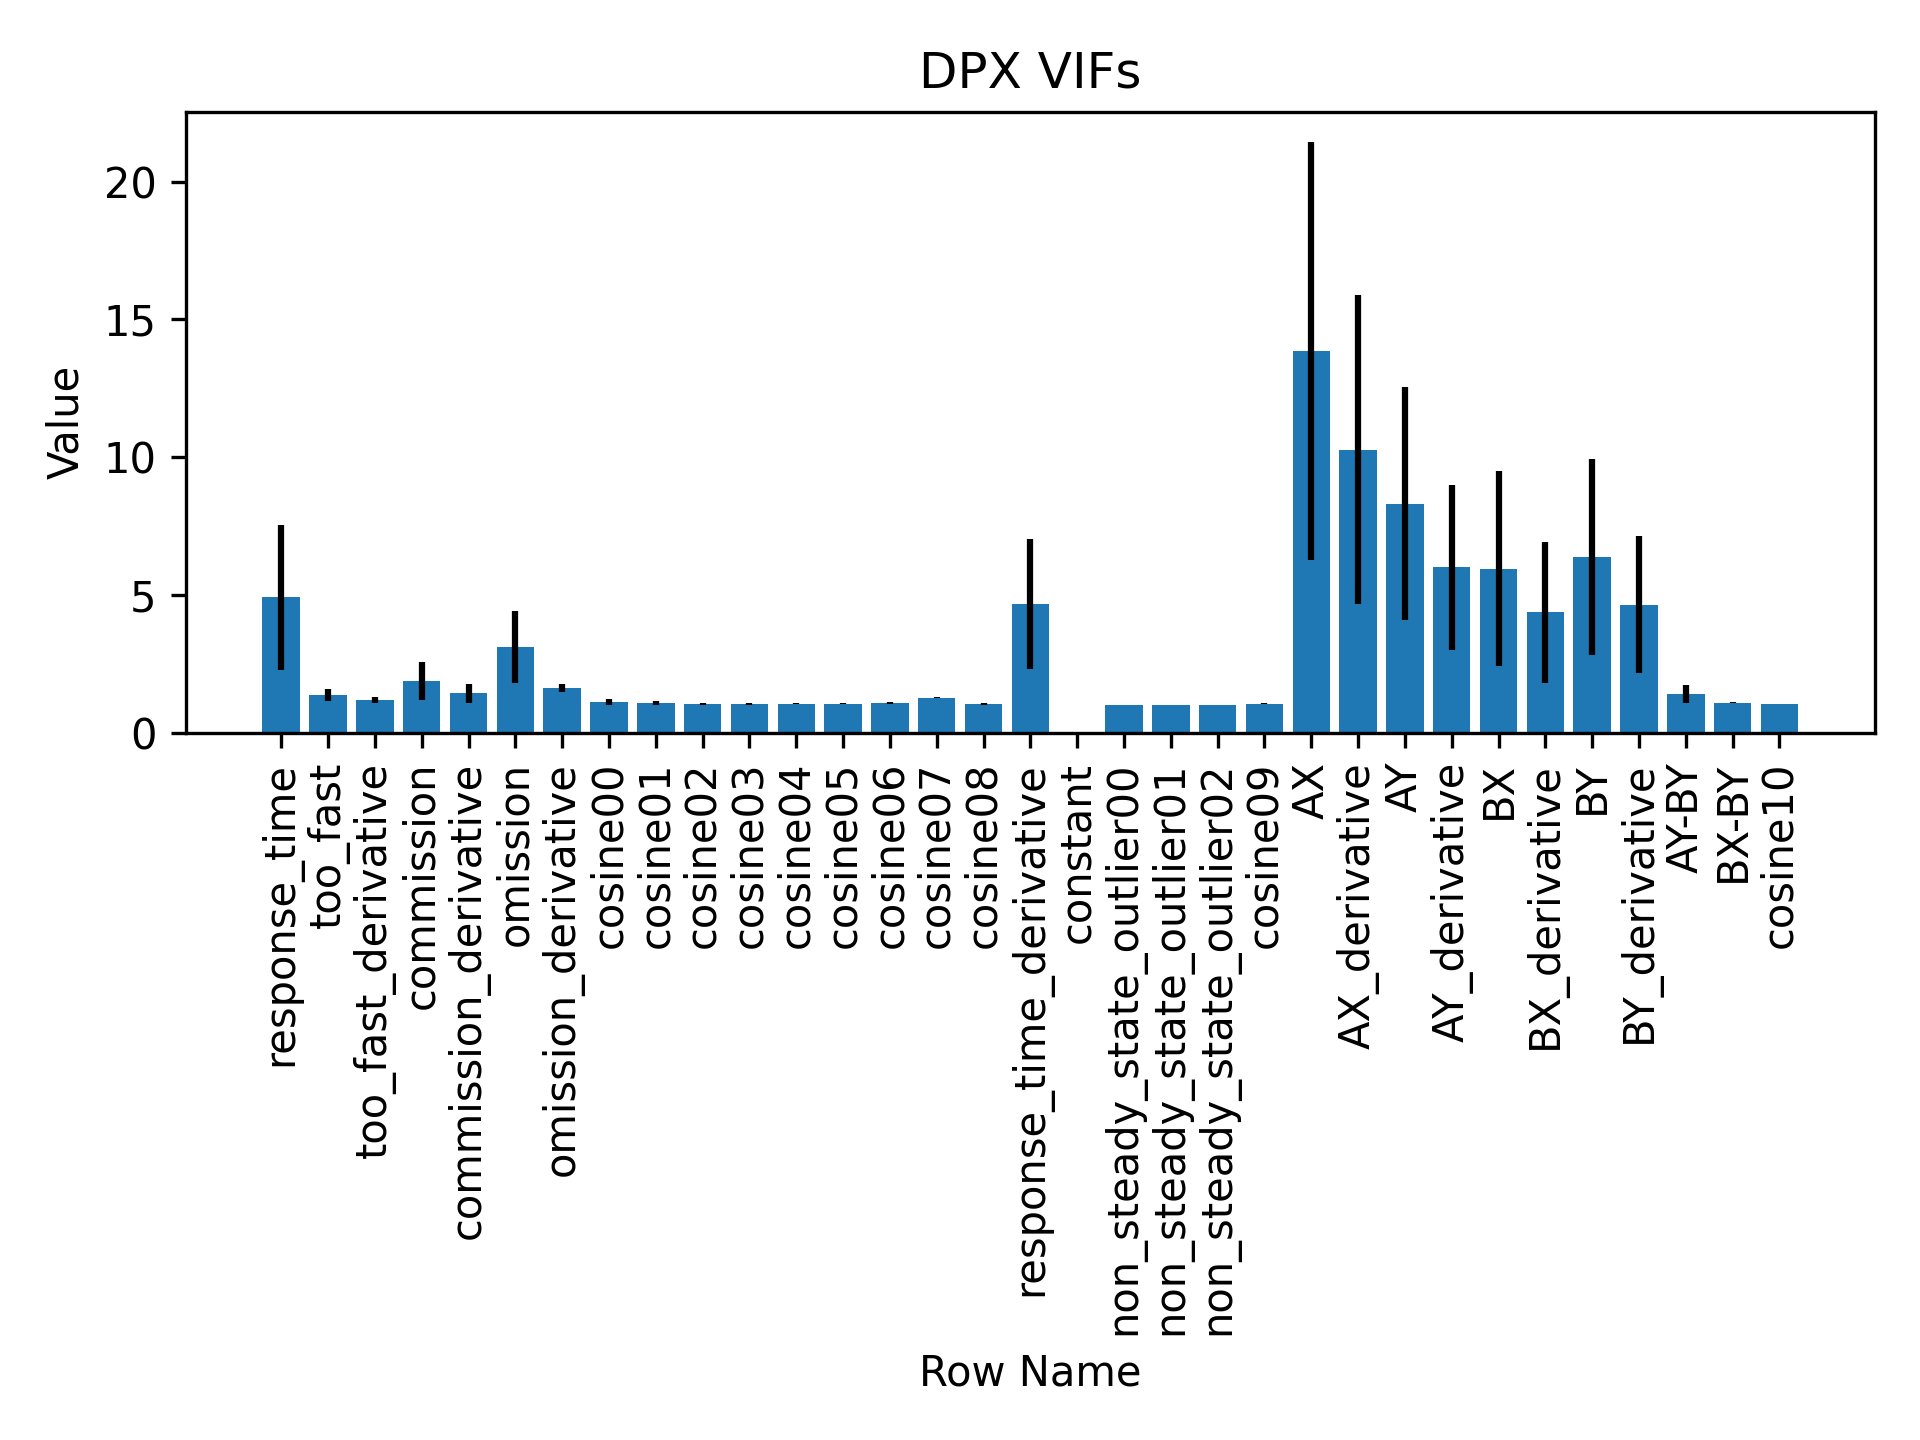 DPX VIFs
Value
20
15
10
5
0
response_time
too_fast
too_fast_derivative
commission
commission_derivative
omission
omission_derivative
cosine00
cosine01
cosine02
cosine03
cosine04
cosine05
cosine06
cosine07
cosine08
response_time_derivative
constant
non_steady_state_outlier00
non_steady_state_outlier01
non_steady_state_outlier02
cosine09
AX
AX_derivative
AY
AY_derivative
BX
BX_derivative
BY
BY_derivative
AY-BY
BX-BY
cosine10
Row Name